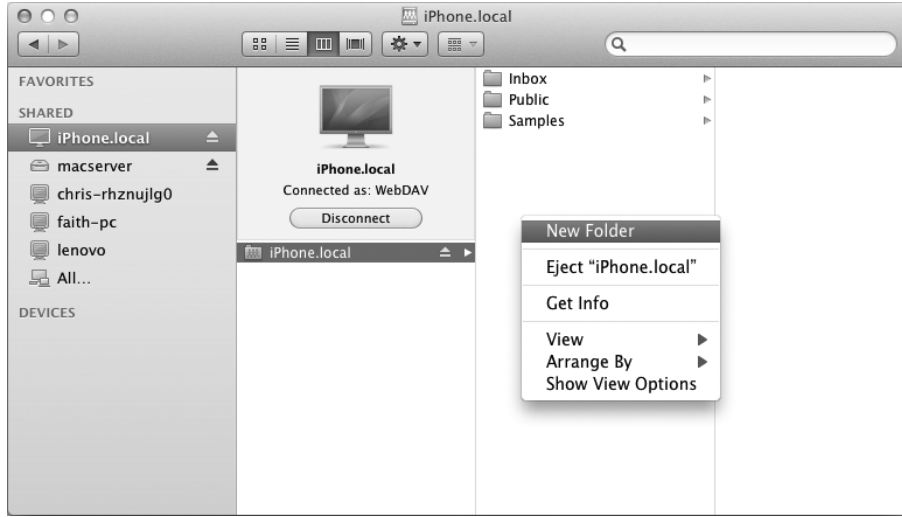 iPhone.local
FAVORITES
SHARED
iPhone.local
macserver
chris-rhznujlg0
faith-pc
lenovo
All...
DEVICES
iPhone.local
Connected as: WebDAV
Disconnect
iPhone.local
Inbox
Public
Samples
New Folder
Eject “iPhone.local”
Get Info
View
Arrange By
Show View Options